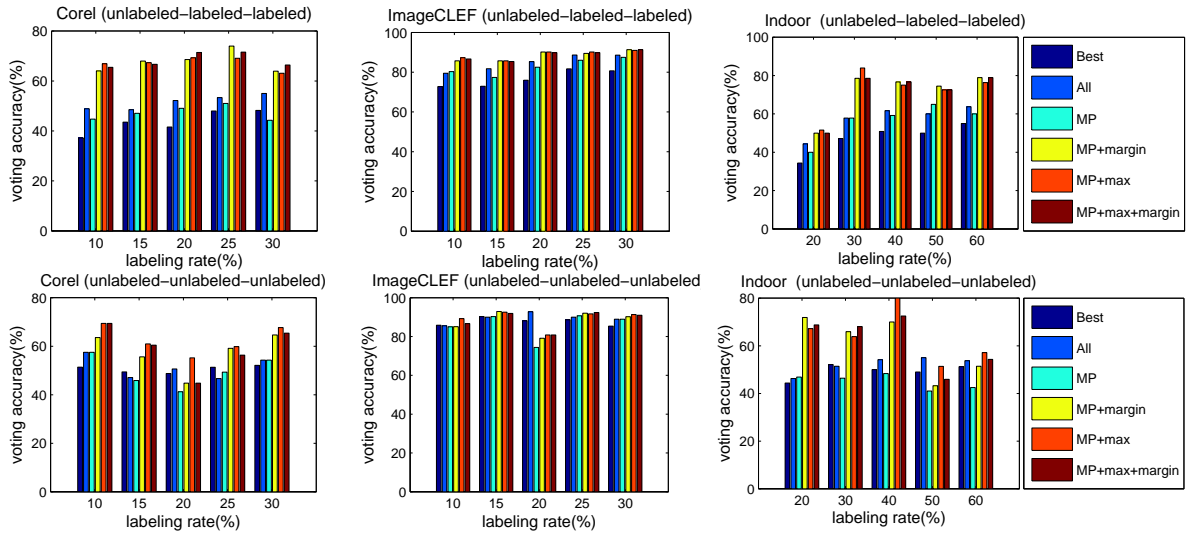 Corel (unlabeled−labeled−labeled)
80
60
40
20
0
voting accuracy(%)
10 15 20 25 30
labeling rate(%)
ImageCLEF (unlabeled−labeled−labeled)
100
80
60
40
20
0
voting accuracy(%)
10 15 20 25 30
labeling rate(%)
Indoor (unlabeled−labeled−labeled)
100
80
60
40
20
0
voting accuracy(%)
20 30 40 50 60
labeling rate(%)
Best
All
MP
MP+margin
MP+max
MP+max+margin
Corel (unlabeled−unlabeled−unlabeled)
80
60
40
20
0
voting accuracy(%)
10 15 20 25 30
labeling rate(%)
ImageCLEF (unlabeled−unlabeled−unlabeled
100
80
60
40
20
0
voting accuracy(%)
10 15 20 25 30
labeling rate(%)
Indoor (unlabeled−unlabeled−unlabeled)
80
60
40
20
0
voting accuracy(%)
20 30 40 50 60
labeling rate(%)
Best
All
MP
MP+margin
MP+max
MP+max+margin